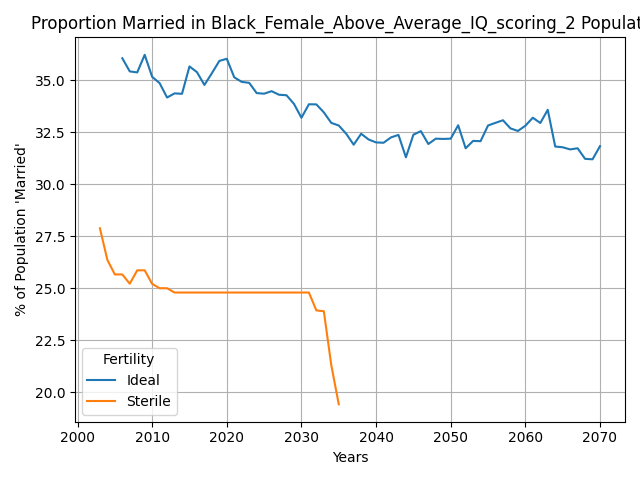 Proportion Married in Black_Female_Above_Average_IQ_scoring_2 Populat
% of Population 'Married'
35.0
32.5
30.0
27.5
25.0
22.5
20.0
Fertility
Ideal
Sterile
2000 2010 2020 2030 2040 2050 2060 2070
Years